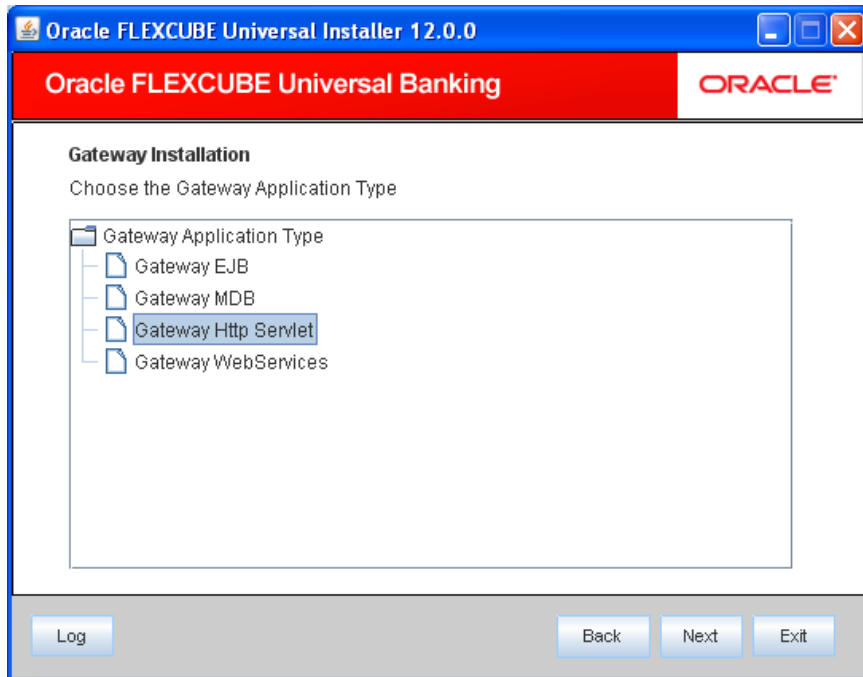 Oracle FLEXCUBE Universal Installer 12.0.0
Oracle FLEXCUBE Universal Banking
ORACLE
Gateway Installation
Choose the Gateway Application Type
Gateway Application Type
Gateway EJB
Gateway MDB
Gateway Http Servlet
Gateway WebServices
Log Back Next Exit